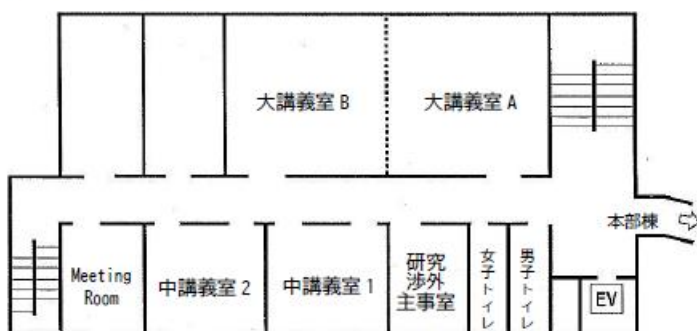 大講義室 B
大講義室 A
本部棟
Meeting
Room
中講義室 2
中講義室 1
研究
渉外
主事室
女子トイレ
男子トイレ
EV